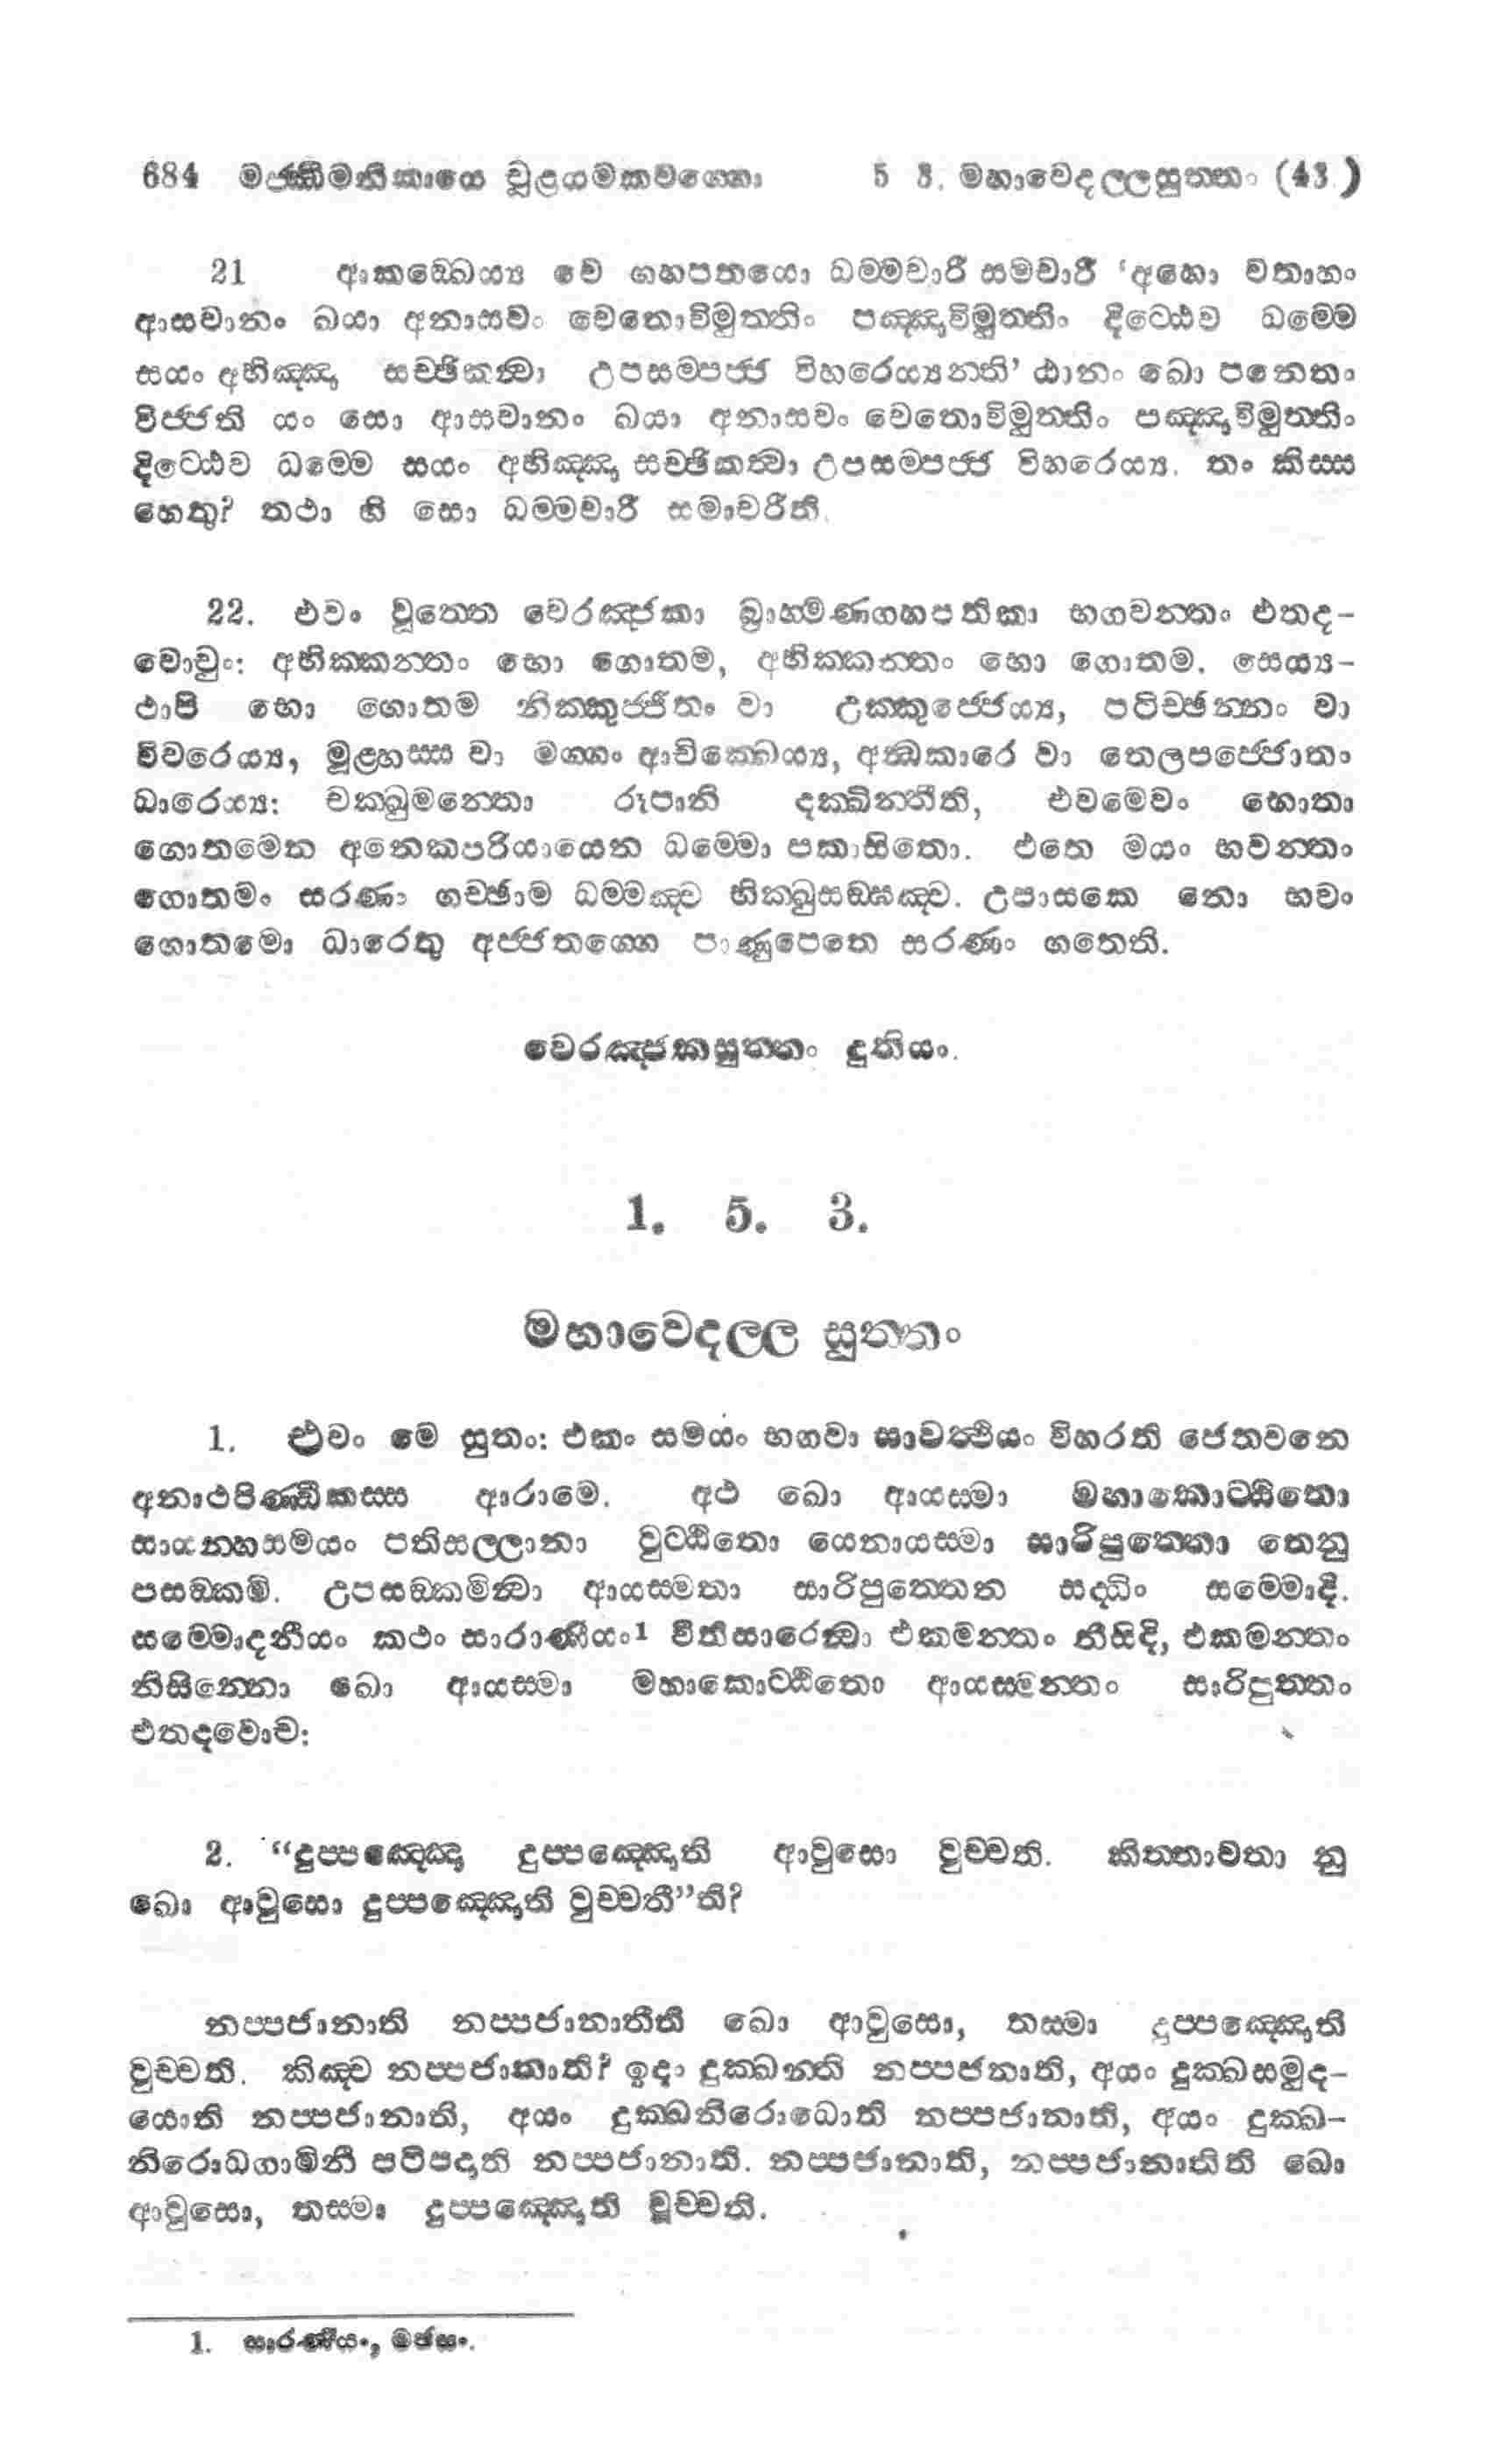 684 මජ්ඣිමනිකායෙ චූළයමකවග්ගො 5 3. මහාවෙදල්ලසුත්තං (43)
21 ආකඞ්ඛෙය්‍ය චෙ ගහපතයො ධම්මචාරී සමචාරී ‘අහො වතාහං
ආසවානං ඛයා අනාසවං චෙතොවිමුත්තිං පඤ්ඤාවිමුත්තිං දිට්ඨෙව ධම්මෙ
සයං අභිඤ්ඤා සච්ඡිකත්‍වා උපසම්පජ්ජ විහරෙය්‍යන්ති’ ඨානං ඛො පනෙතං
විජ්ජති යං සො ආසවානං ඛයා අනාසවං චෙතොවිමුත්තිං පඤ්ඤාවිමුත්තිං
දිට්ඨෙව ධම්මෙ සයං අභිඤ්ඤා සච්ඡිකත්‍වා උපසම්පජ්ජ විහරෙය්‍ය. තං කිස්ස
හෙතු? තථා හි සො ධම්මචාරී සමාචරීති.
22. එවං වූත්තෙ වෙරඤ්ජකා බ්‍රාහ්මණගහපතිකා භගවන්තං එතද-
වොචුං: අභික්කන්තං භො ගොතම, අභික්කන්තං භො ගොතම. සෙය්‍ය-
ථාපි භො ගොතම නික්කුජ්ජිතං වා උක්කුජ්ජෙය්‍ය, පටිච්ඡන්නං වා
විවරෙය්‍ය, මූළ්හස්ස වා මග්ගං ආචික්ඛෙය්‍ය, අන්ධකාරෙ වා තෙලපජ්ජොතං
ධාරෙය්‍ය: චක්ඛුමන්තො රූපානි දක්ඛින්තීති, එවමෙවං භොතා
ගොතමෙන අනෙකපරියායෙන ධම්මො පකාසිතො. එතෙ මයං භවන්තං
ගොතමං සරණං ගච්ඡාම ධම්මඤ්ච භික්ඛුසඞ්ඝඤ්ච. උපාසකෙ නො භවං
ගොතමො ධාරෙතු අජ්ජතග්ගෙ පාණුපෙතෙ සරණං ගතෙති.
වෙරඤ්ජකසුත්තං දුතියං.
1. 5. 3.
මහාවෙදල්ල සුත්තං
1. එවං මෙ සුතං: එකං සමයං භගවා සාවත්‍ථියං විහරති ජෙතවනෙ
අනාථපිණ්ඩිකස්ස ආරාමෙ. අථ ඛො ආයස්මා මහාකොට්ඨිතො
සායන්හසමයං පතිසල්ලානා වුට්ඨිතො යෙනායස්මා සාරිපුත්තො තෙනු
පසඞ්කමි. උපසඞ්කමිත්‍වා ආයස්මතා සාරිපුත්තෙන සද්ධිං සම්මොදි.
සම්මොදනීයං කථං සාරාණීයං¹ වීතිසාරෙත්‍වා එකමන්තං නිසීදි, එකමන්තං
නිසින්නො ඛො ආයස්මා මහාකොට්ඨිතො ආයස්මන්තං සාරිපුත්තං
එතදවොච:
2. “දුප්පඤ්ඤො දුප්පඤ්ඤොති ආවුසො වුච්චති. කිත්තාවතා නු
ඛො ආවුසො දුප්පඤ්ඤොති වුච්චතී”ති?
නප්පජානාති නප්පජානාතීති ඛො ආවුසො, තස්මා දුප්පඤ්ඤොති
වුච්චති. කිඤ්ච නප්පජානාති? ඉදං දුක්ඛන්ති නප්පජනාති, අයං දුක්ඛසමුද-
යොති නප්පජානාති, අයං දුක්ඛනිරොධොති නප්පජානාති, අයං දුක්ඛ-
නිරොධගාමිනී පටිපදාති නප්පජානාති. නප්පජානාති, නප්පජානාතිති ඛො
ආවුසො, තස්මා දුප්පඤ්ඤොති වුච්චති.
1. සාරණීයං, මජසං.